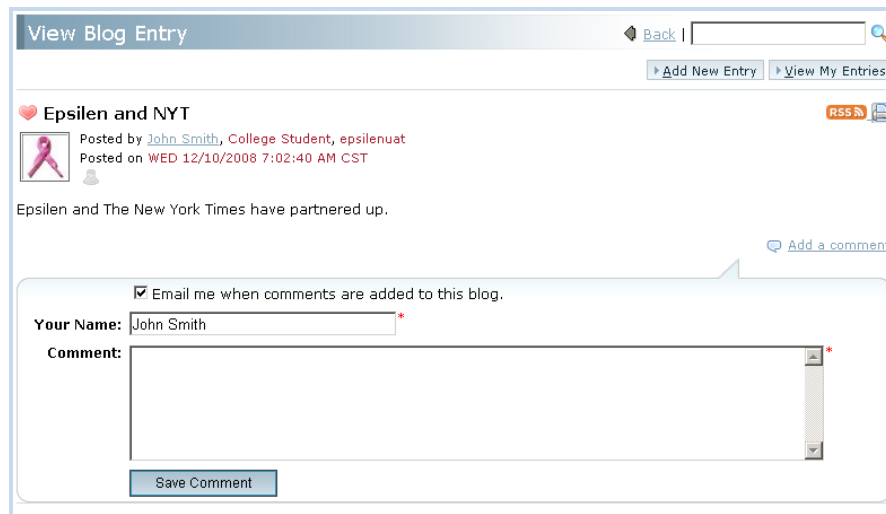 View Blog Entry
Back |
Add New Entry View My Entries
Epsilen and NYT
RSS
Posted by John Smith, College Student, epsilenuat
Posted on WED 12/10/2008 7:02:40 AM CST
Epsilen and The New York Times have partnered up.
Add a comment
Email me when comments are added to this blog.
Your Name: John Smith *
Comment: *
Save Comment